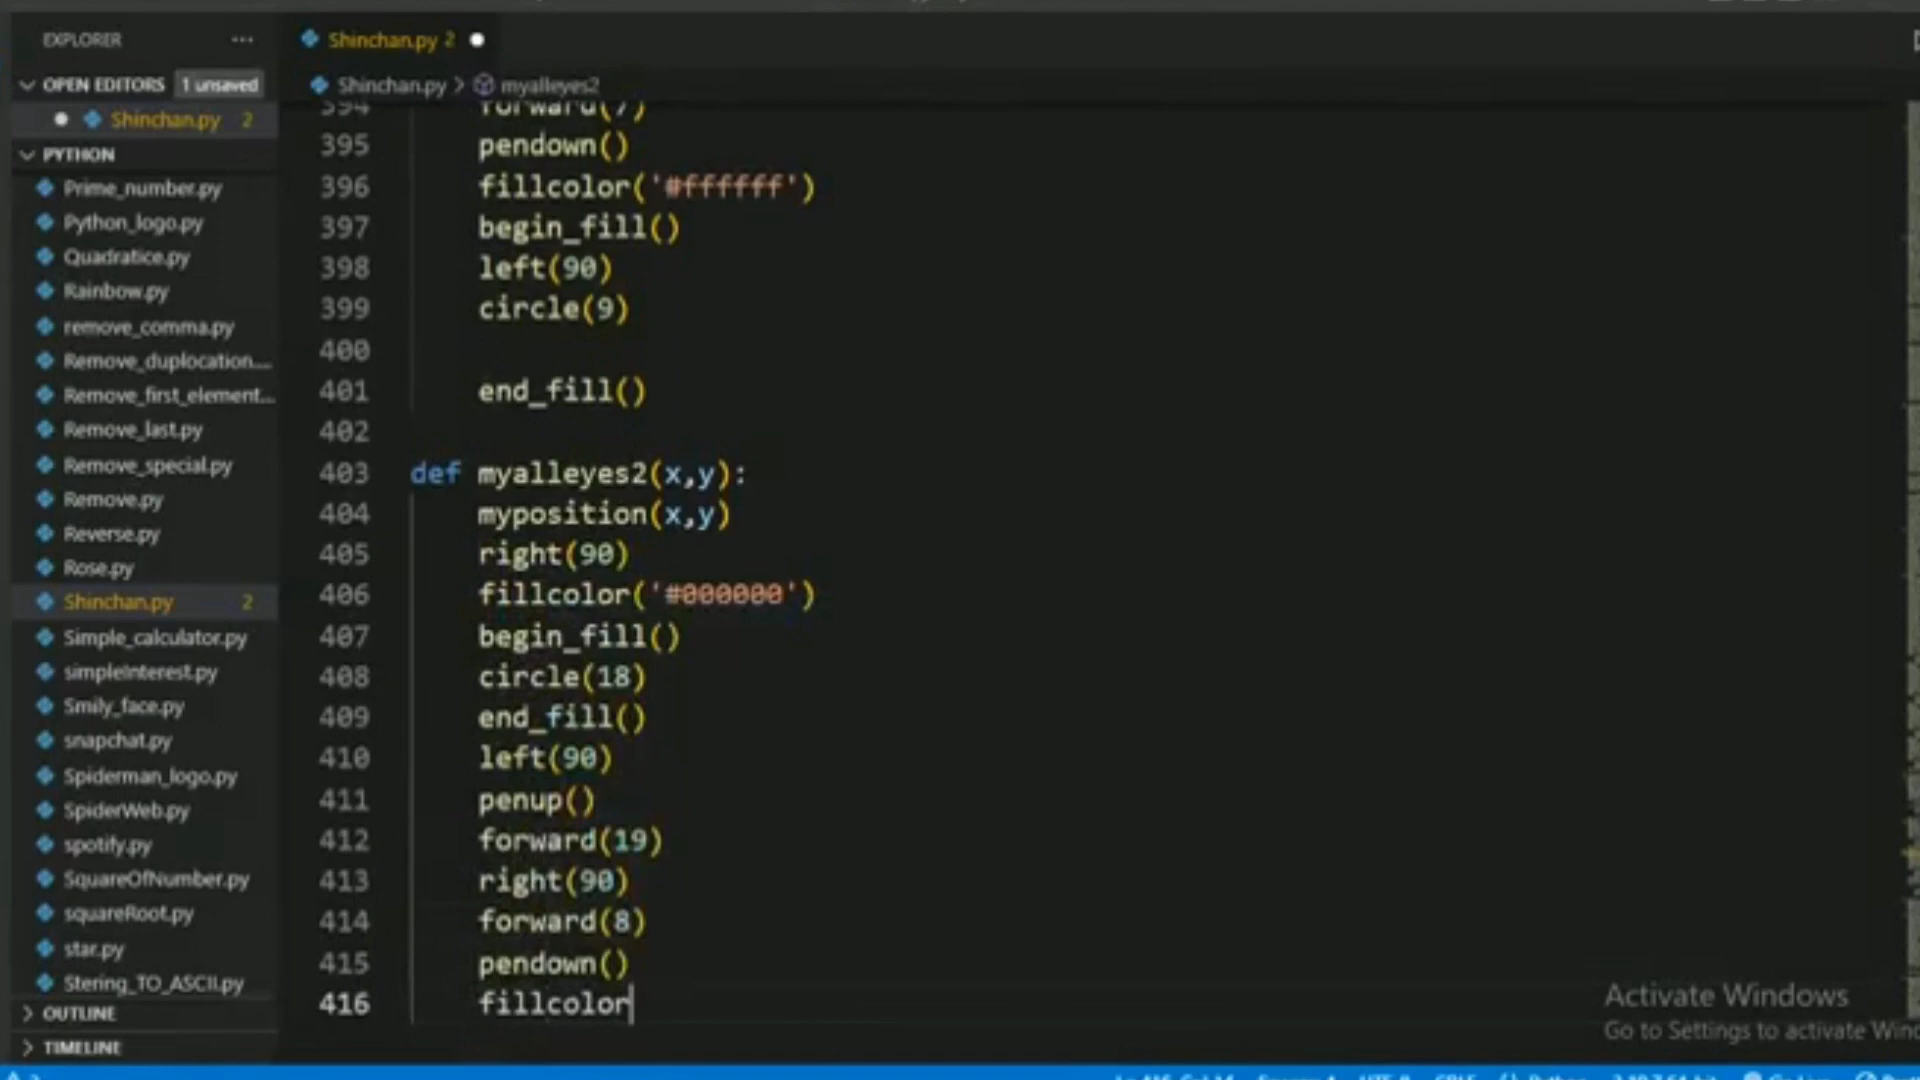 EXPLORER
Shinchan.py 2
OPEN EDITORS 1 unsaved
Shinchan.py > myalleyes2
Shinchan.py 2
PYTHON
Prime_number.py
Python_logo.py
Quadratice.py
Rainbow.py
remove_comma.py
Remove_duplocation....
Remove_first_element...
Remove_last.py
Remove_special.py
Remove.py
Reverse.py
Rose.py
Shinchan.py 2
Simple_calculator.py
simpleInterest.py
Smily_face.py
snapchat.py
Spiderman_logo.py
SpiderWeb.py
spotify.py
SquareOfNumber.py
squareRoot.py
star.py
Stering_TO_ASCII.py
OUTLINE
TIMELINE
394 forward(7)
395 pendown()
396 fillcolor('#ffffff')
397 begin_fill()
398 left(90)
399 circle(9)
400
401 end_fill()
402
403 def myalleyes2(x,y):
404 myposition(x,y)
405 right(90)
406 fillcolor('#000000')
407 begin_fill()
408 circle(18)
409 end_fill()
410 left(90)
411 penup()
412 forward(19)
413 right(90)
414 forward(8)
415 pendown()
416 fillcolor
Activate Windows
Go to Settings to activate Wind